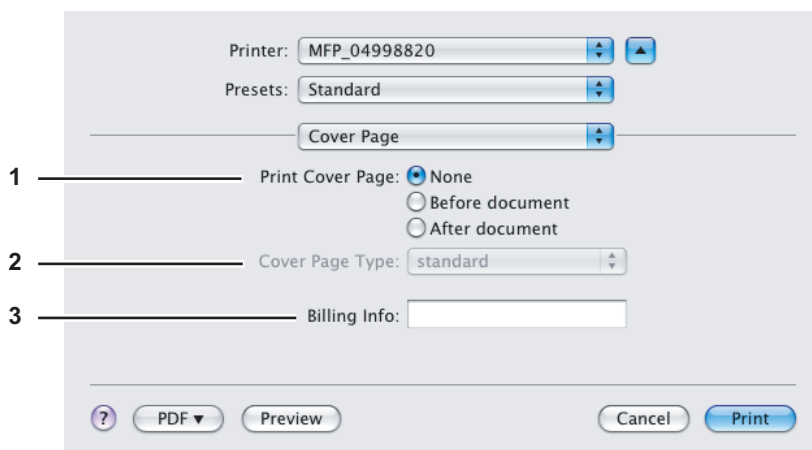 Printer: MFP_04998820
Presets: Standard
Cover Page
1 Print Cover Page: None
Before document
After document
2 Cover Page Type: standard
3 Billing Info:
? PDF▼ Preview Cancel Print